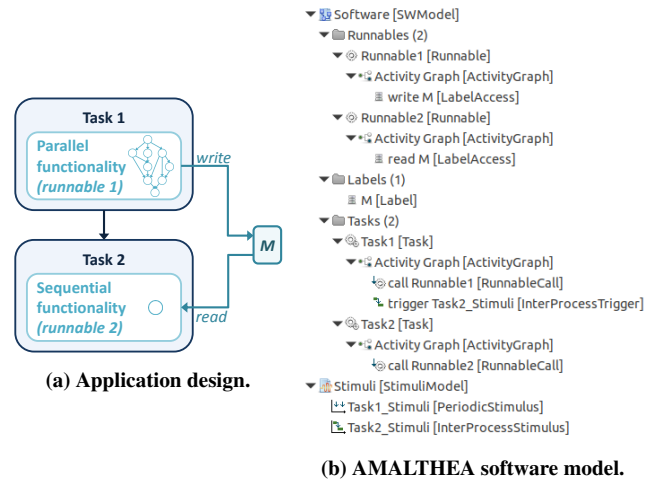 Task 1
Parallel
functionality
(runnable 1)
write
M
Task 2
Sequential
functionality
(runnable 2)
read
(a) Application design.
Software [SWModel]
Runnables (2)
Runnable1 [Runnable]
Activity Graph [ActivityGraph]
write M [LabelAccess]
Runnable2 [Runnable]
Activity Graph [ActivityGraph]
read M [LabelAccess]
Labels (1)
M [Label]
Tasks (2)
Task1 [Task]
Activity Graph [ActivityGraph]
call Runnable1 [RunnableCall]
trigger Task2_Stimuli [InterProcessTrigger]
Task2 [Task]
Activity Graph [ActivityGraph]
call Runnable2 [RunnableCall]
Stimuli [StimuliModel]
Task1_Stimuli [PeriodicStimulus]
Task2_Stimuli [InterProcessStimulus]
(b) AMALTHEA software model.